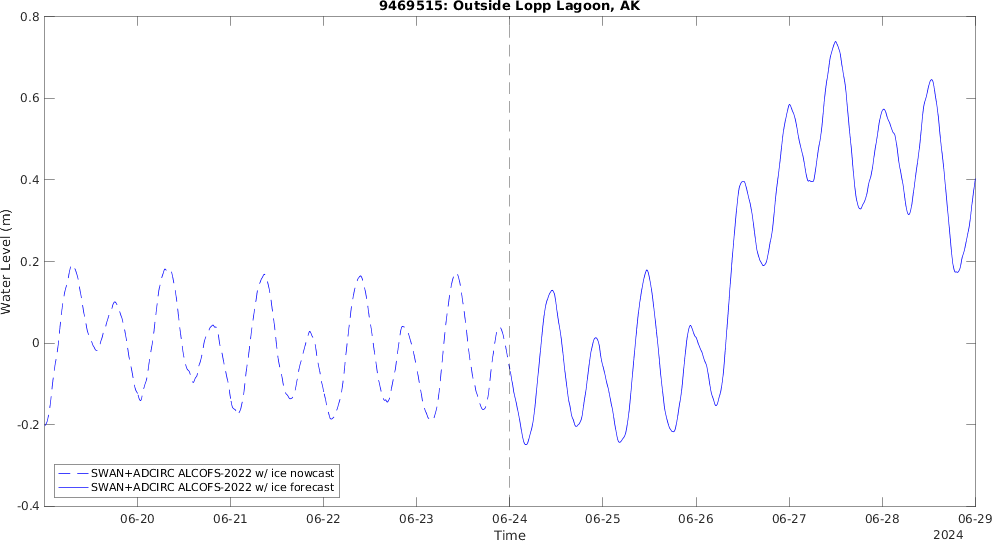 9469515: Outside Lopp Lagoon, AK
Water Level (m)
0.8
0.6
0.4
0.2
0
-0.2
-0.4
SWAN+ADCIRC ALCOFS-2022 w/ ice nowcast
SWAN+ADCIRC ALCOFS-2022 w/ ice forecast
06-20 06-21 06-22 06-23 06-24 06-25 06-26 06-27 06-28 06-29
Time
2024